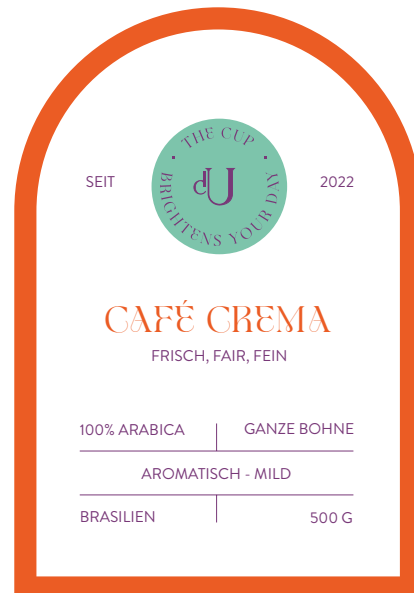 THE CUP
BRIGHTENS YOUR DAY
SEIT
2022
CAFÉ CREMA
FRISCH, FAIR, FEIN
100% ARABICA
GANZE BOHNE
AROMATISCH - MILD
BRASILIEN
500 G